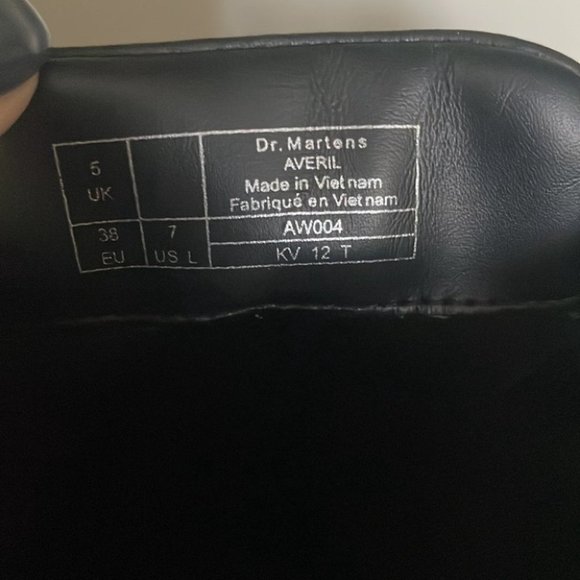 5
UK
38
EU
7
US L
Dr. Martens
AVERIL
Made in Vietnam
Fabriqué en Vietnam
AW004
KV 12 T